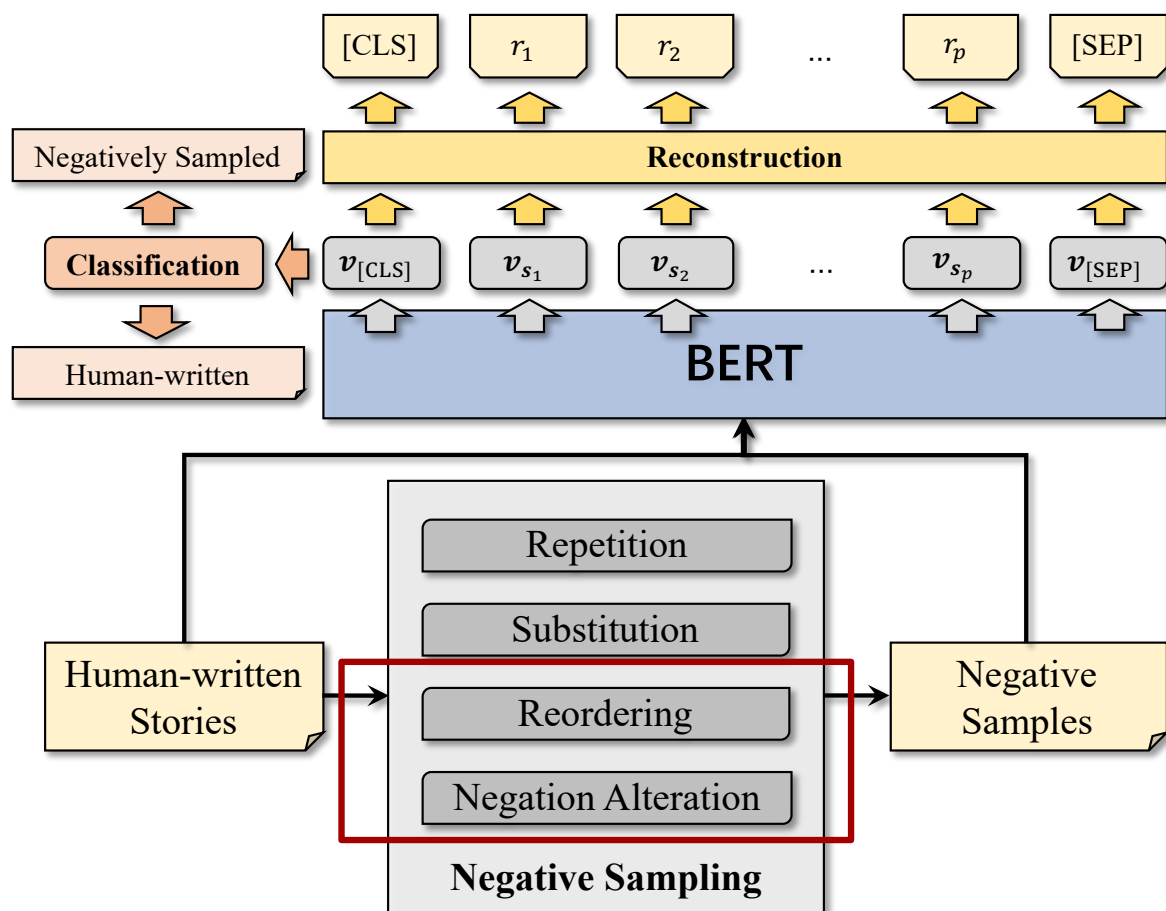 [CLS] r₁ r₂ ... rₚ [SEP]
Negatively Sampled
Reconstruction
Classification
v[CLS] vs₁ vs₂ ... vsₚ v[SEP]
Human-written
BERT
Repetition
Substitution
Human-written
Stories
Reordering
Negative
Samples
Negation Alteration
Negative Sampling